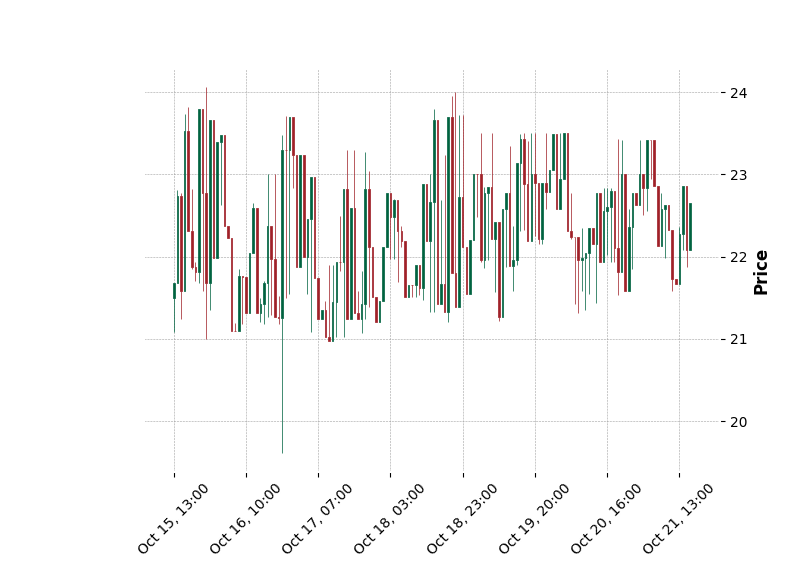 24
23
22
21
20
Price
Oct 15, 13:00
Oct 16, 10:00
Oct 17, 07:00
Oct 18, 03:00
Oct 18, 23:00
Oct 19, 20:00
Oct 20, 16:00
Oct 21, 13:00